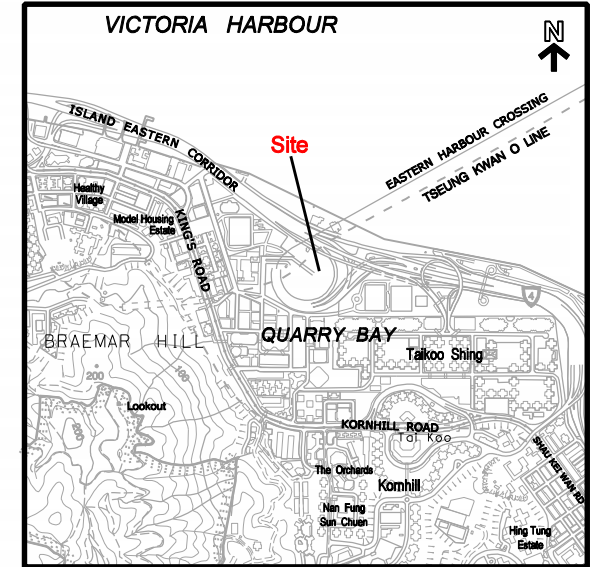 VICTORIA HARBOUR
N
ISLAND EASTERN CORRIDOR
EASTERN HARBOUR CROSSING
TSEUNG KWAN O LINE
Site
Healthy
Village
Model Housing
Estate
KING'S ROAD
4
BRAEMAR HILL
QUARRY BAY
Taikoo Shing
200
196
Lookout
200
KORNHILL ROAD
Tai Koo
SHAU KEI WAN RD
The Orchards
Kornhill
Nan Fung
Sun Chuen
Hing Tung
Estate